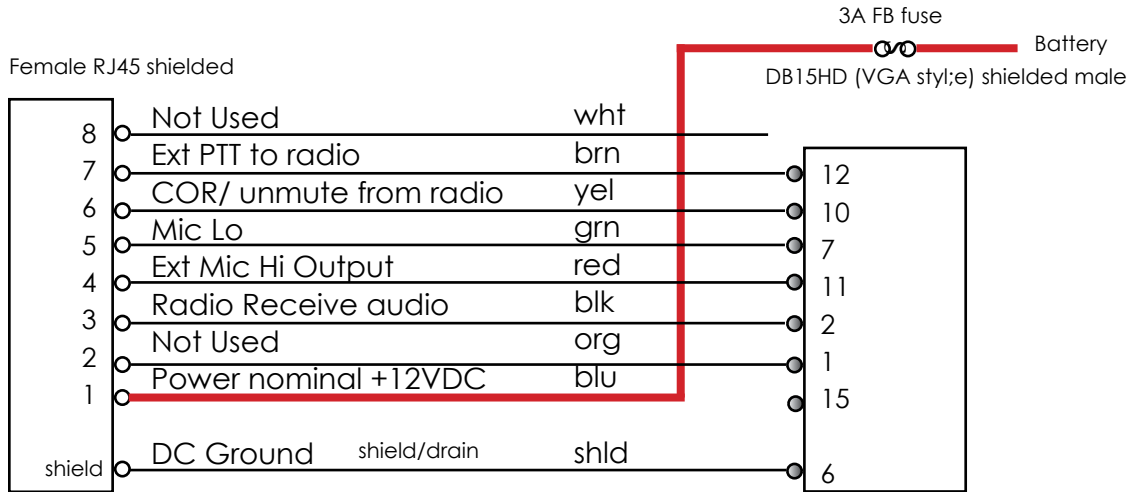 3A FB fuse
Battery
Female RJ45 shielded
DB15HD (VGA styl;e) shielded male
8 Not Used wht
7 Ext PTT to radio brn 12
6 COR/ unmute from radio yel 10
5 Mic Lo grn 7
4 Ext Mic Hi Output red 11
3 Radio Receive audio blk 2
2 Not Used org 1
1 Power nominal +12VDC blu 15
shield DC Ground shield/drain shld 6